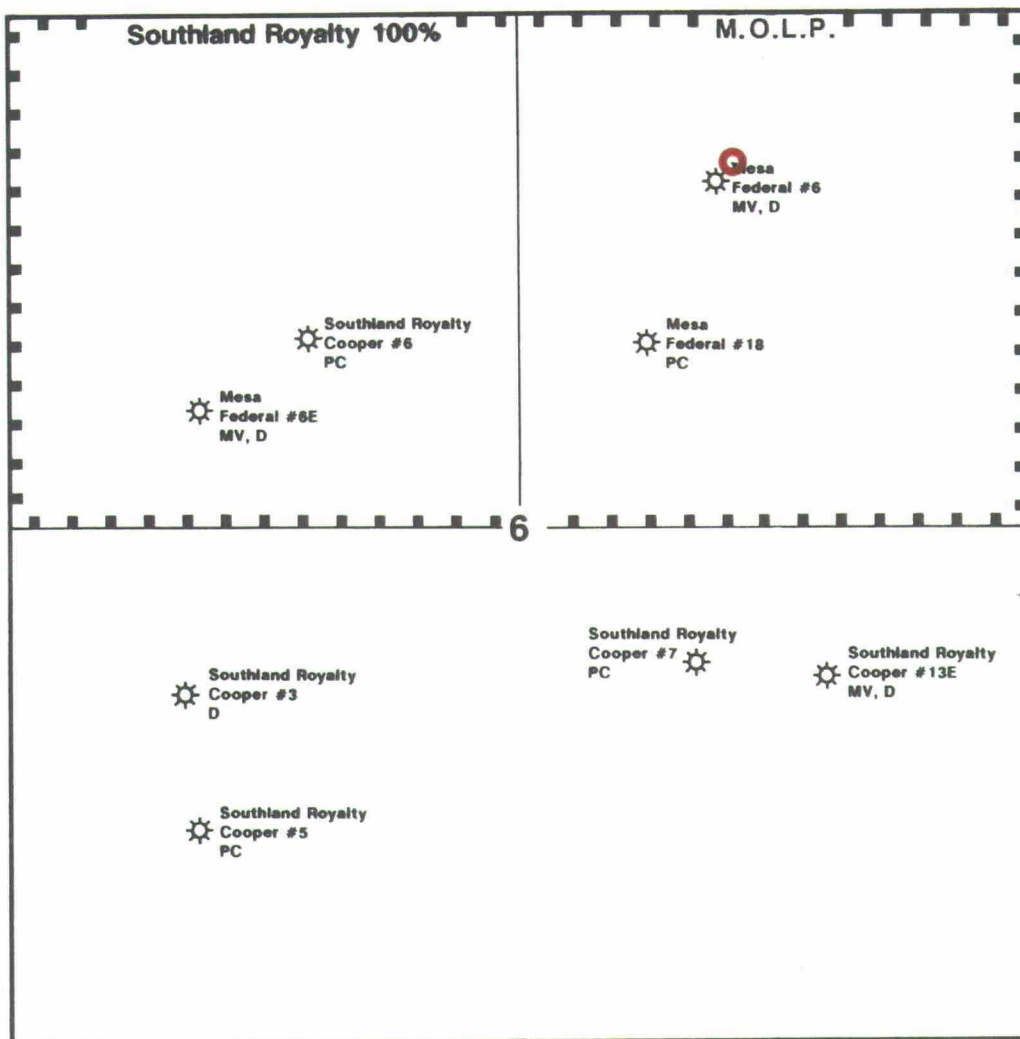 Southland Royalty 100%
M.O.L.P.
Mesa
Federal #6
MV, D
Southland Royalty
Cooper #6
PC
Mesa
Federal #18
PC
Mesa
Federal #6E
MV, D
6
Southland Royalty
Cooper #7
PC
Southland Royalty
Cooper #13E
MV, D
Southland Royalty
Cooper #3
D
Southland Royalty
Cooper #5
PC